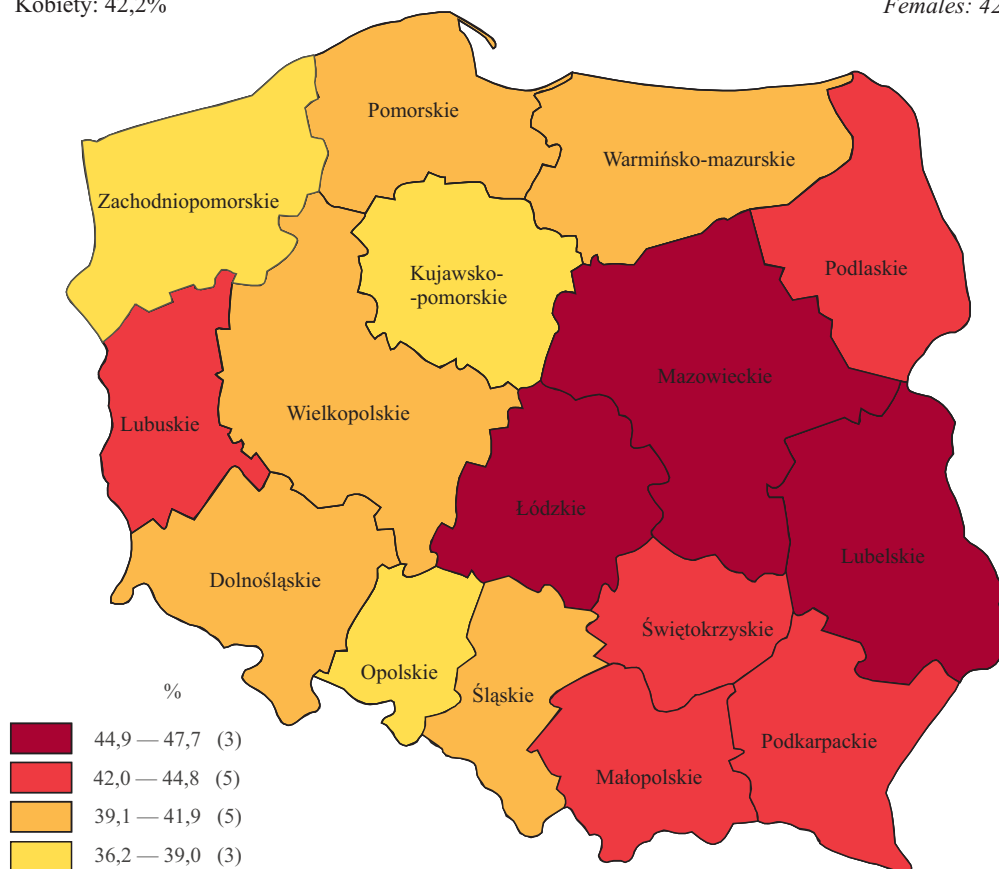 Kobiety: 42,2%
Females: 42
Pomorskie
Warmińsko-mazurskie
Zachodniopomorskie
Podlaskie
Kujawsko-
-pomorskie
Mazowieckie
Wielkopolskie
Lubuskie
Łódzkie
Lubelskie
Dolnośląskie
Świętokrzyskie
Opolskie
Śląskie
Podkarpackie
Małopolskie
%
44,9 — 47,7 (3)
42,0 — 44,8 (5)
39,1 — 41,9 (5)
36,2 — 39,0 (3)